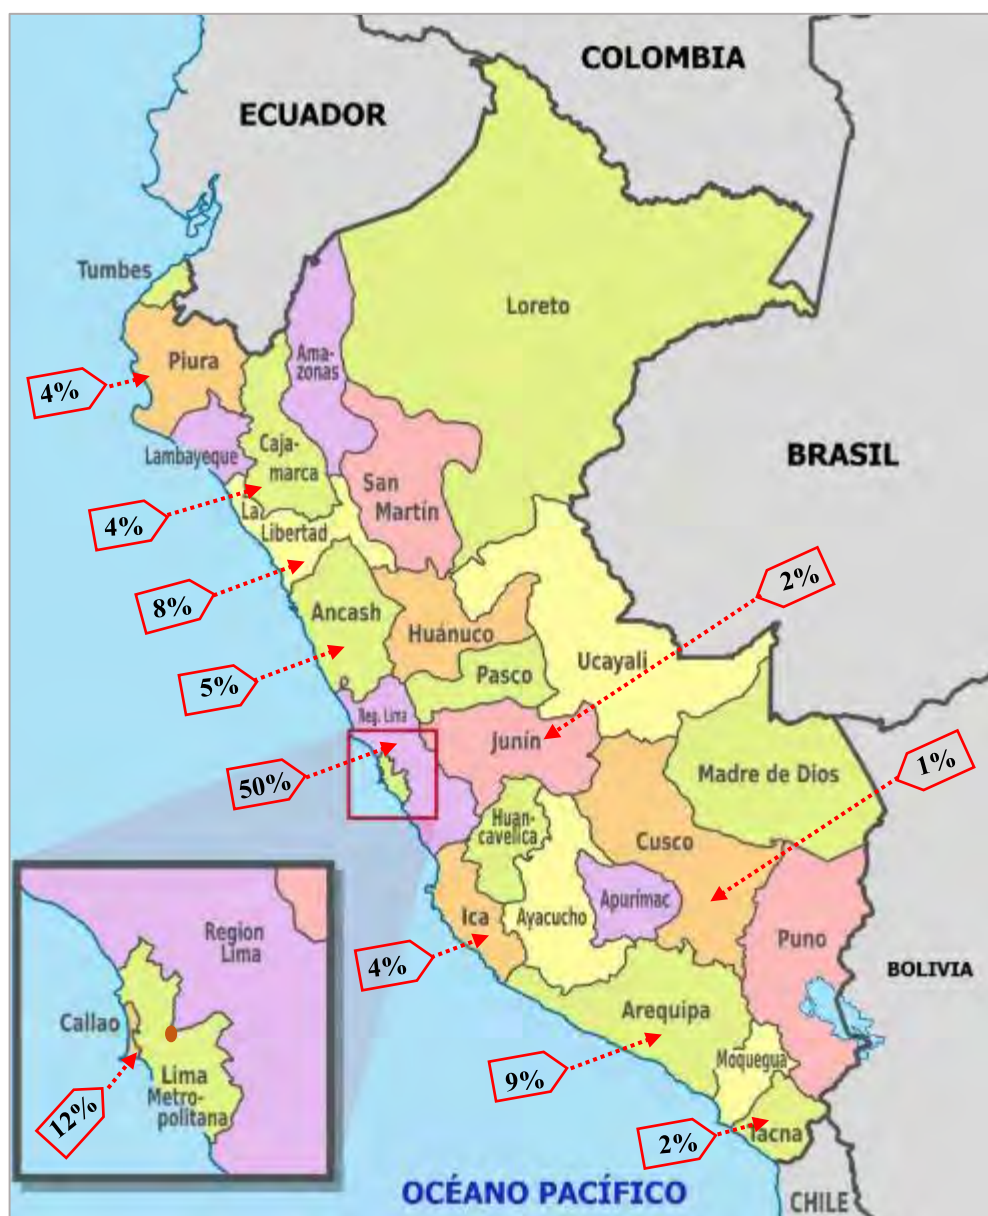 COLOMBIA
ECUADOR
Tumbes
Loreto
Piura
Ama-
zonas
4%
BRASIL
Lambayeque
Caja-
marca
San
Martín
4%
La
Libertad
2%
8%
Ancash
Huánuco
Ucayali
5%
Pasco
Reg. Lima
Junín
1%
Madre de Dios
50%
Huan-
cavelica
Cusco
Apurímac
Ica
Ayacucho
Puno
Region
Lima
4%
BOLIVIA
Callao
Arequipa
Moquegua
9%
Lima
Metro-
politana
12%
2%
Tacna
OCÉANO PACÍFICO
CHILE